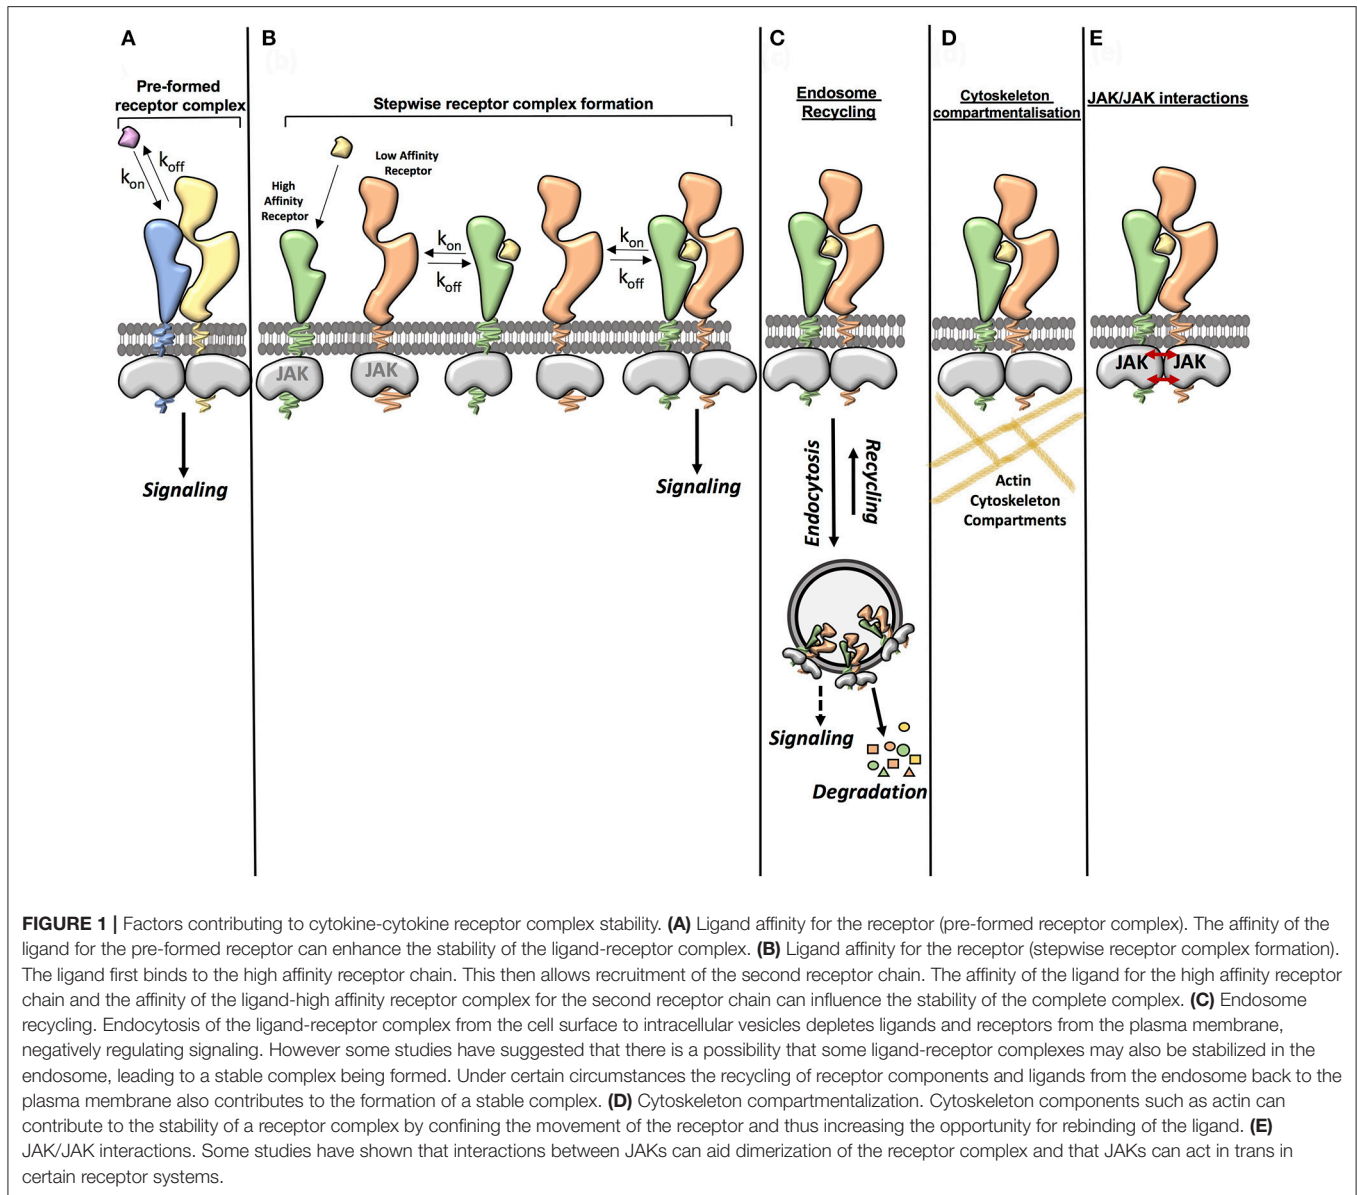 A
B
C
D
E
(b)
(c)
(d)
(e)
Pre-formed
receptor complex
Stepwise receptor complex formation
Endosome
Recycling
Cytoskeleton
compartmentalisation
JAK/JAK interactions
kon
koff
High
Affinity
Receptor
Low Affinity
Receptor
kon
koff
kon
koff
JAK
JAK
JAK
JAK
Signaling
Signaling
Endocytosis
Recycling
Actin
Cytoskeleton
Compartments
Signaling
Degradation
FIGURE 1 | Factors contributing to cytokine-cytokine receptor complex stability. (A) Ligand affinity for the receptor (pre-formed receptor complex). The affinity of the
ligand for the pre-formed receptor can enhance the stability of the ligand-receptor complex. (B) Ligand affinity for the receptor (stepwise receptor complex formation).
The ligand first binds to the high affinity receptor chain. This then allows recruitment of the second receptor chain. The affinity of the ligand for the high affinity receptor
chain and the affinity of the ligand-high affinity receptor complex for the second receptor chain can influence the stability of the complete complex. (C) Endosome
recycling. Endocytosis of the ligand-receptor complex from the cell surface to intracellular vesicles depletes ligands and receptors from the plasma membrane,
negatively regulating signaling. However some studies have suggested that there is a possibility that some ligand-receptor complexes may also be stabilized in the
endosome, leading to a stable complex being formed. Under certain circumstances the recycling of receptor components and ligands from the endosome back to the
plasma membrane also contributes to the formation of a stable complex. (D) Cytoskeleton compartmentalization. Cytoskeleton components such as actin can
contribute to the stability of a receptor complex by confining the movement of the receptor and thus increasing the opportunity for rebinding of the ligand. (E)
JAK/JAK interactions. Some studies have shown that interactions between JAKs can aid dimerization of the receptor complex and that JAKs can act in trans in
certain receptor systems.